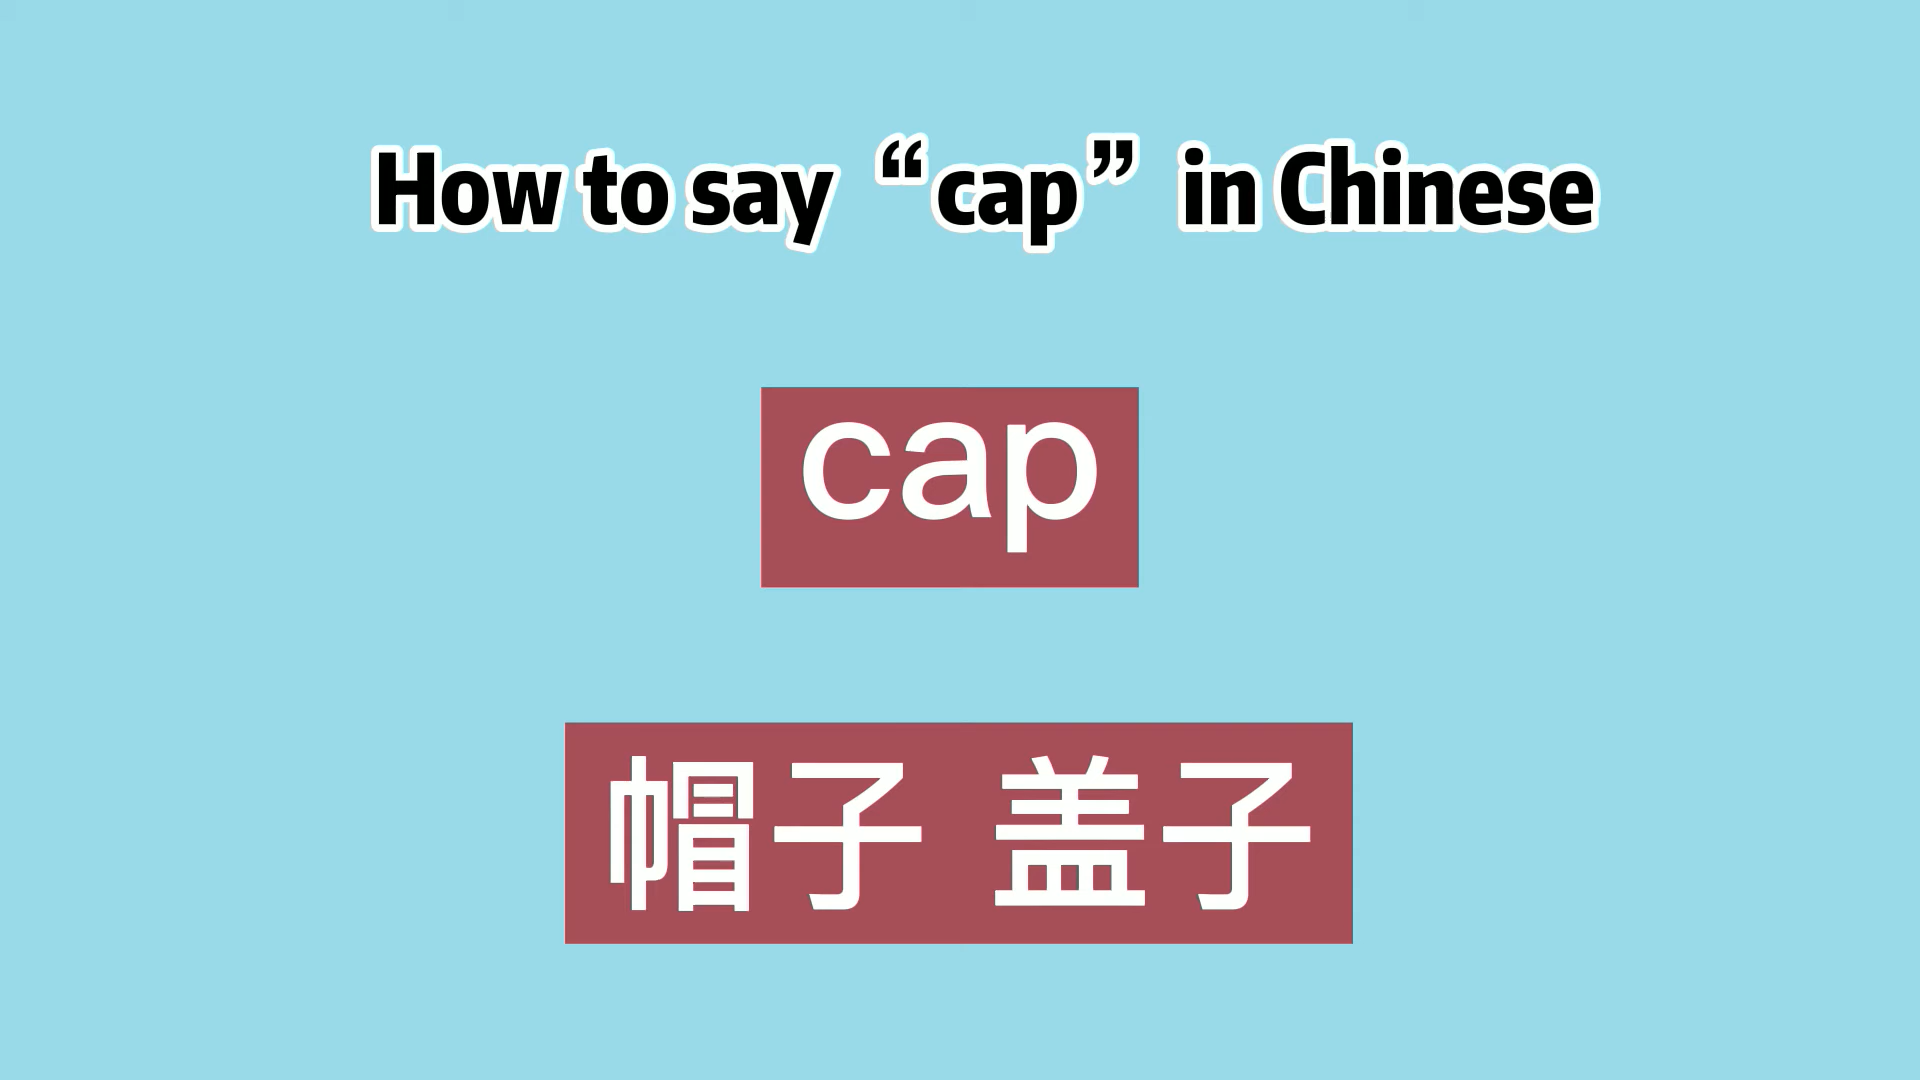 How to say “cap” in Chinese
cap
帽子 盖子